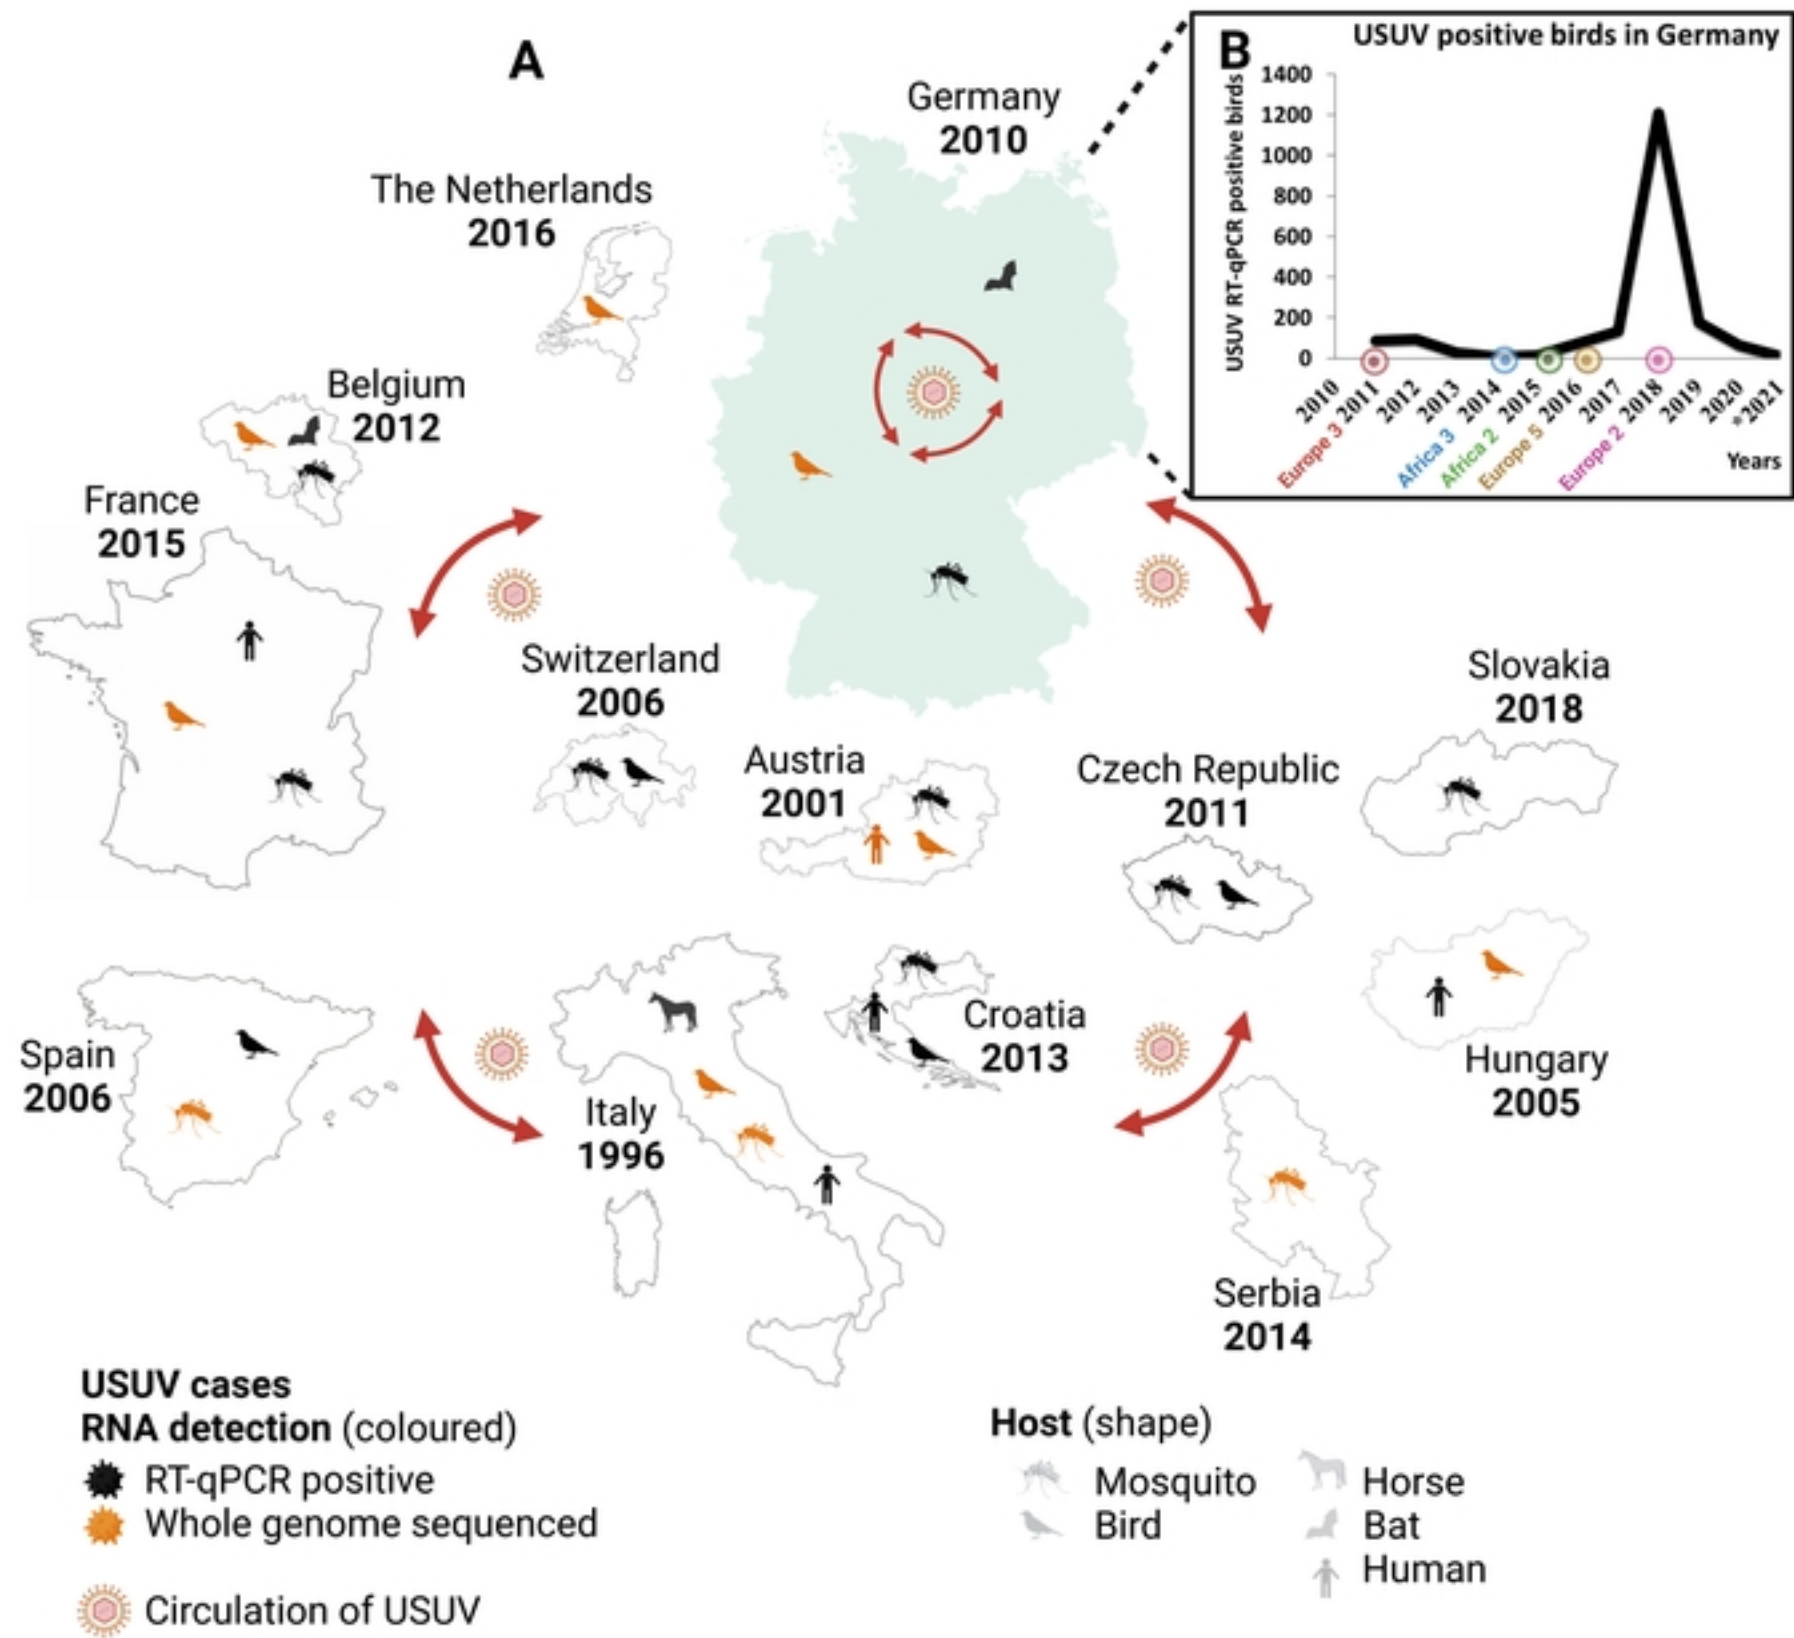 A
Germany
2010
The Netherlands
2016
Belgium
2012
France
2015
Switzerland
2006
Austria
2001
Czech Republic
2011
Slovakia
2018
Spain
2006
Italy
1996
Croatia
2013
Hungary
2005
Serbia
2014
B
USUV positive birds in Germany
USUV RT-qPCR positive birds
1400
1200
1000
800
600
400
200
0
2010
2011
2012
2013
2014
2015
2016
2017
2018
2019
2020
*2021
Europe 3
Africa 3
Africa 2
Europe 5
Europe 2
Years
USUV cases
RNA detection (coloured)
RT-qPCR positive
Whole genome sequenced
Circulation of USUV
Host (shape)
Mosquito
Bird
Horse
Bat
Human